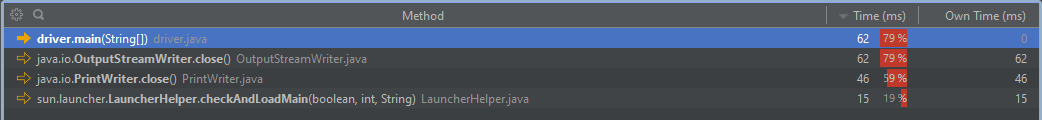 Method Time (ms) Own Time (ms)
driver.main(String[]) driver.java 62 79 % 0
java.io.OutputStreamWriter.close() OutputStreamWriter.java 62 79 % 62
java.io.PrintWriter.close() PrintWriter.java 46 59 % 46
sun.launcher.LauncherHelper.checkAndLoadMain(boolean, int, String) LauncherHelper.java 15 19 % 15